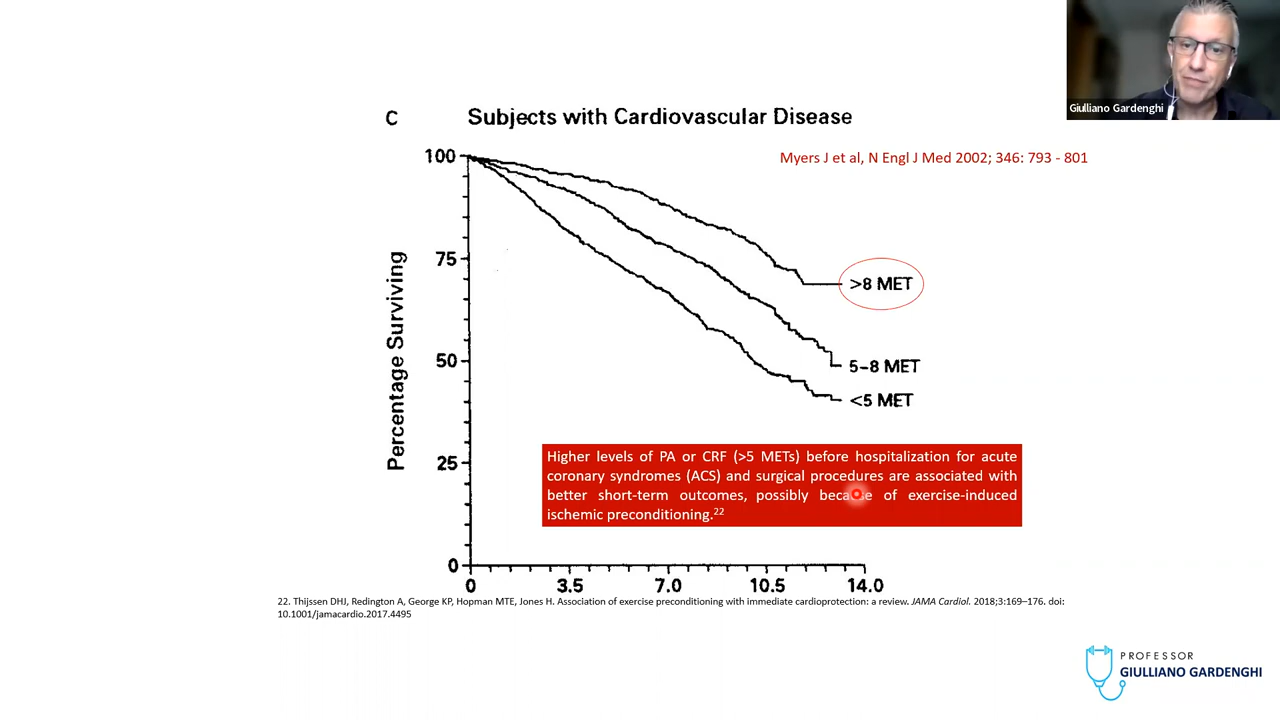 Giulliano Gardenghi
C Subjects with Cardiovascular Disease
Myers J et al, N Engl J Med 2002; 346: 793 - 801
Percentage Surviving
100
75
50
25
0
>8 MET
5-8 MET
<5 MET
Higher levels of PA or CRF (>5 METs) before hospitalization for acute
coronary syndromes (ACS) and surgical procedures are associated with
better short-term outcomes, possibly because of exercise-induced
ischemic preconditioning.22
0 3.5 7.0 10.5 14.0
22. Thijssen DHJ, Redington A, George KP, Hopman MTE, Jones H. Association of exercise preconditioning with immediate cardioprotection: a review. JAMA Cardiol. 2018;3:169–176. doi:
10.1001/jamacardio.2017.4495
PROFESSOR
GIULLIANO GARDENGHI